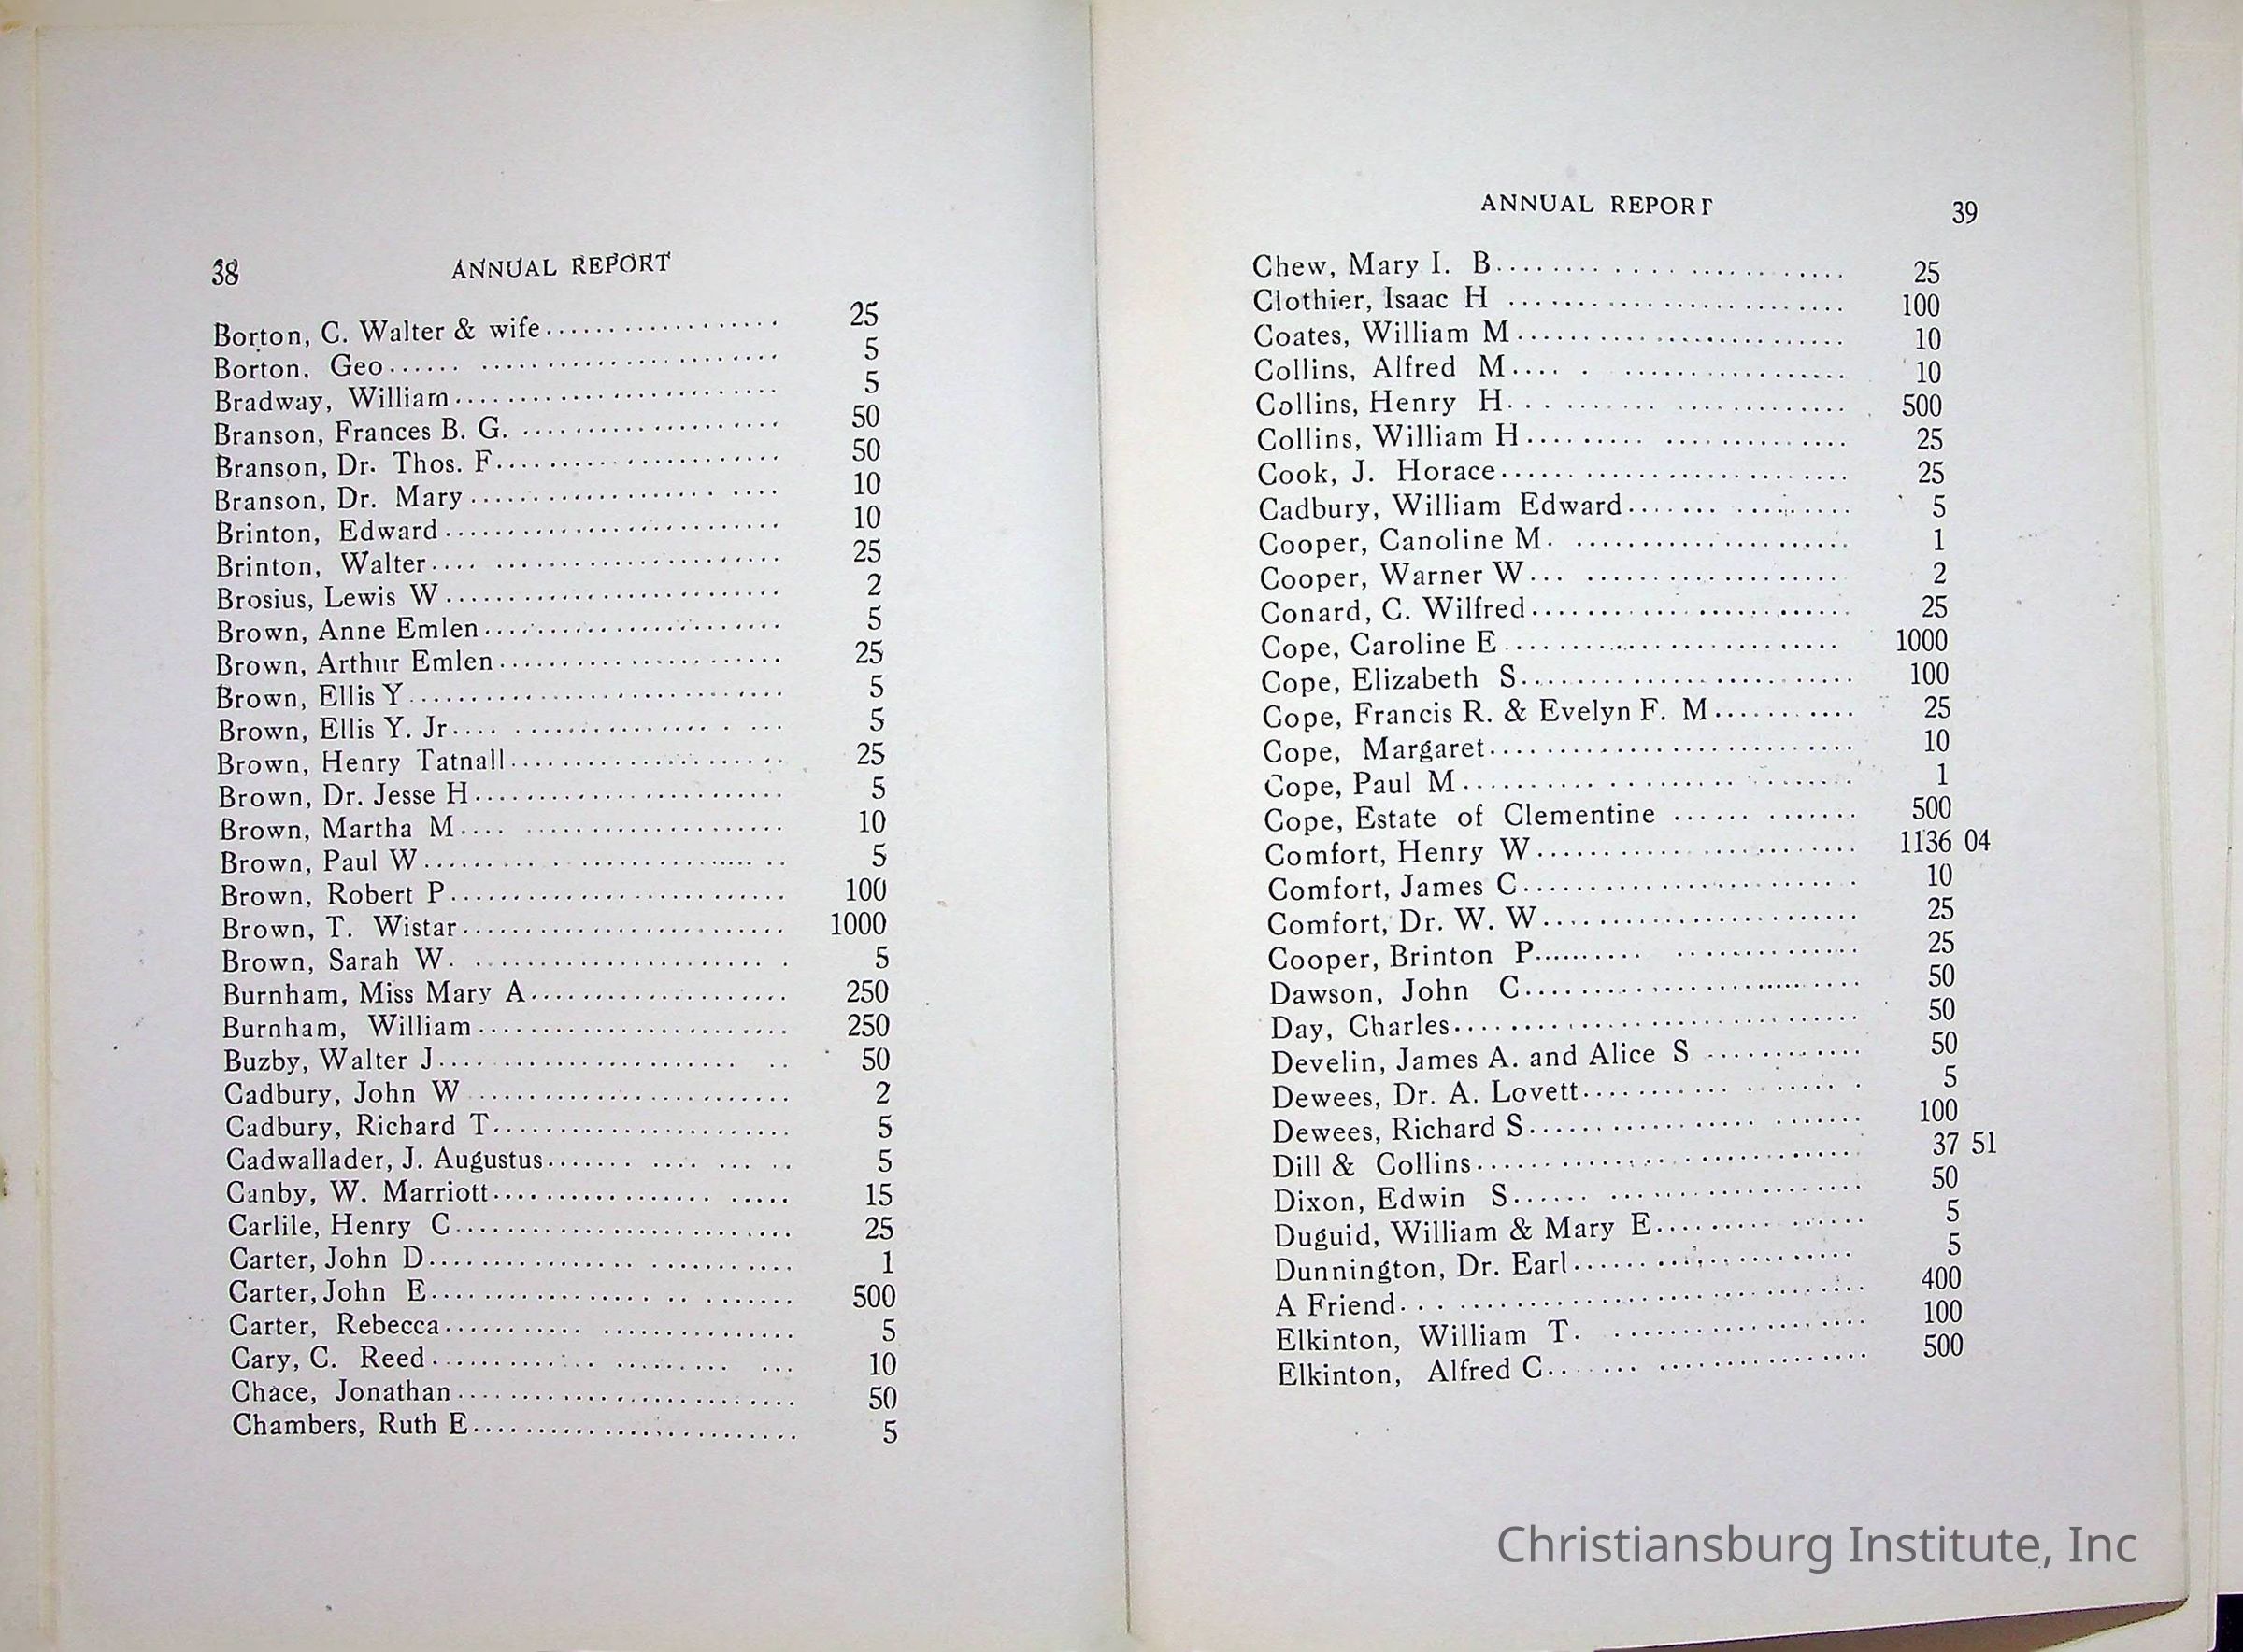 38 ANNUAL REPORT
Borton, C. Walter & wife................... 25
Borton. Geo...... ....................... 5
Bradway, William.......................... 5
Branson, Frances B. G. .................... 50
Branson, Dr. Thos. F...................... 50
Branson, Dr. Mary................... .... 10
Brinton, Edward........................... 10
Brinton, Walter.... ...................... 25
Brosius, Lewis W.......................... 2
Brown, Anne Emlen........................ 5
Brown, Arthur Emlen...................... 25
Brown, Ellis Y............................. 5
Brown, Ellis Y. Jr.... ................ . ... 5
Brown, Henry Tatnall...................... 25
Brown, Dr. Jesse H........................ 5
Brown, Martha M.... ..................... 10
Brown, Paul W.......... . ............... .. 5
Brown, Robert P........................... 100
Brown, T. Wistar.......................... 1000
Brown, Sarah W. ...................... . 5
Burnham, Miss Mary A..................... 250
Burnham, William......................... 250
Buzby, Walter J......................... .. 50
Cadbury, John W ......................... 2
Cadbury, Richard T........................ 5
Cadwallader, J. Augustus....... .... ... .. 5
Canby, W. Marriott................. ..... 15
Carlile, Henry C........................... 25
Carter, John D................ ........... 1
Carter, John E.................. .. ....... 500
Carter, Rebecca........... ................ 5
Cary, C. Reed............. ......... ... 10
Chace, Jonathan........................... 50
Chambers, Ruth E.......................... 5
ANNUAL REPORT 39
Chew, Mary I. B......... . . . . ............ 25
Clothier, Isaac H .......................... 100
Coates, William M.......................... 10
Collins, Alfred M.... . .................. 10
Collins, Henry H. . . ...... .............. 500
Collins, William H......... ............... 25
Cook, J. Horace............................ 25
Cadbury, William Edward....... .......... 5
Cooper, Canoline M. ...................... 1
Cooper, Warner W... ..................... 2
Conard, C. Wilfred......................... 25
Cope, Caroline E ........................... 1000
Cope, Elizabeth S.......................... 100
Cope, Francis R. & Evelyn F. M........... 25
Cope, Margaret............................ 10
Cope, Paul M........... .......... ....... 1
Cope, Estate of Clementine ...... ....... 500
Comfort, Henry W......................... 1136 04
Comfort, James C.......................... 10
Comfort, Dr. W. W......................... 25
Cooper, Brinton P.......... .............. 25
Dawson, John C........................... 50
Day, Charles................................ 50
Develin, James A. and Alice S ............ 50
Dewees, Dr. A. Lovett........... ....... . 5
Dewees, Richard S................. ....... 100
Dill & Collins.............................. 37 51
Dixon, Edwin S...... .................... 50
Duguid, William & Mary E.......... ...... 5
Dunnington, Dr. Earl...................... 5
A Friend. . . ............................... 400
Elkinton, William T. ..................... 100
Elkinton, Alfred C....... ................ 500
Christiansburg Institute, Inc